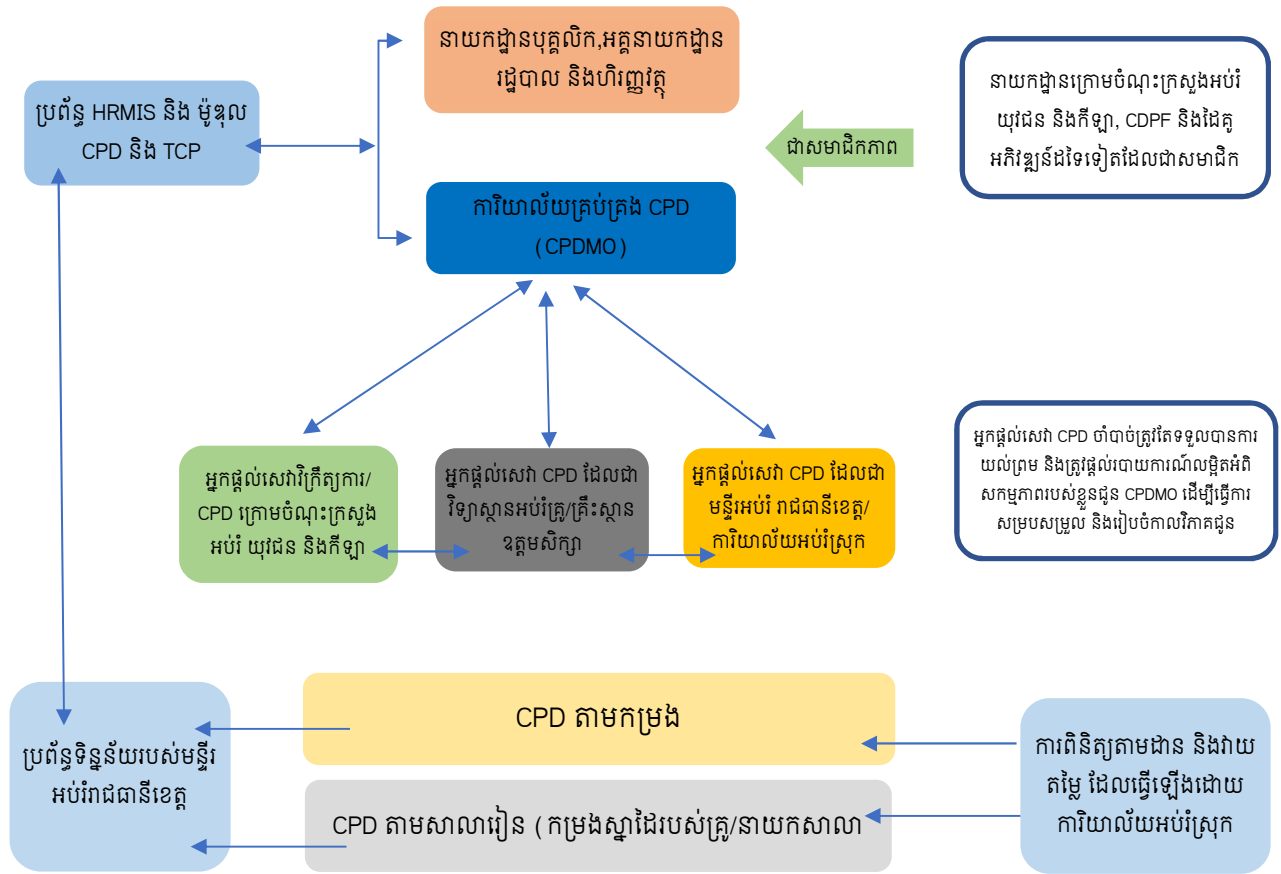 នាយកដ្ឋានបុគ្គលិក,អគ្គនាយកដ្ឋាន
រដ្ឋបាល និងហិរញ្ញវត្ថុ
នាយកដ្ឋានក្រោមចំណុះក្រសួងអប់រំ
យុវជន និងកីឡា, CDPF និងដៃគូ
អភិវឌ្ឍន៍ដទៃទៀតដែលជាសមាជិក
ប្រព័ន្ធ HRMIS និង ម៉ូឌុល
CPD និង TCP
ជាសមាជិកភាព
ការិយាល័យគ្រប់គ្រង CPD
(CPDMO)
អ្នកផ្តល់សេវាវិក្រឹត្យការ/
CPD ក្រោមចំណុះក្រសួង
អប់រំ យុវជន និងកីឡា
អ្នកផ្តល់សេវា CPD ដែលជា
វិទ្យាស្ថានអប់រំគ្រូ/គ្រឹះស្ថាន
ឧត្តមសិក្សា
អ្នកផ្តល់សេវា CPD ដែលជា
មន្ទីរអប់រំ រាជធានីខេត្ត/
ការិយាល័យអប់រំស្រុក
អ្នកផ្តល់សេវា CPD ចាំបាច់ត្រូវតែទទួលបានការ
យល់ព្រម និងត្រូវផ្តល់របាយការណ៍លម្អិតអំពី
សកម្មភាពរបស់ខ្លួនជូន CPDMO ដើម្បីធ្វើការ
សម្របសម្រួល និងរៀបចំកាលវិភាគជូន
ប្រព័ន្ធទិន្នន័យរបស់មន្ទីរ
អប់រំរាជធានីខេត្ត
CPD តាមកម្រង
CPD តាមសាលារៀន (កម្រងស្នាដៃរបស់គ្រូ/នាយកសាលា
ការពិនិត្យតាមដាន និងវាយ
តម្លៃ ដែលធ្វើឡើងដោយ
ការិយាល័យអប់រំស្រុក